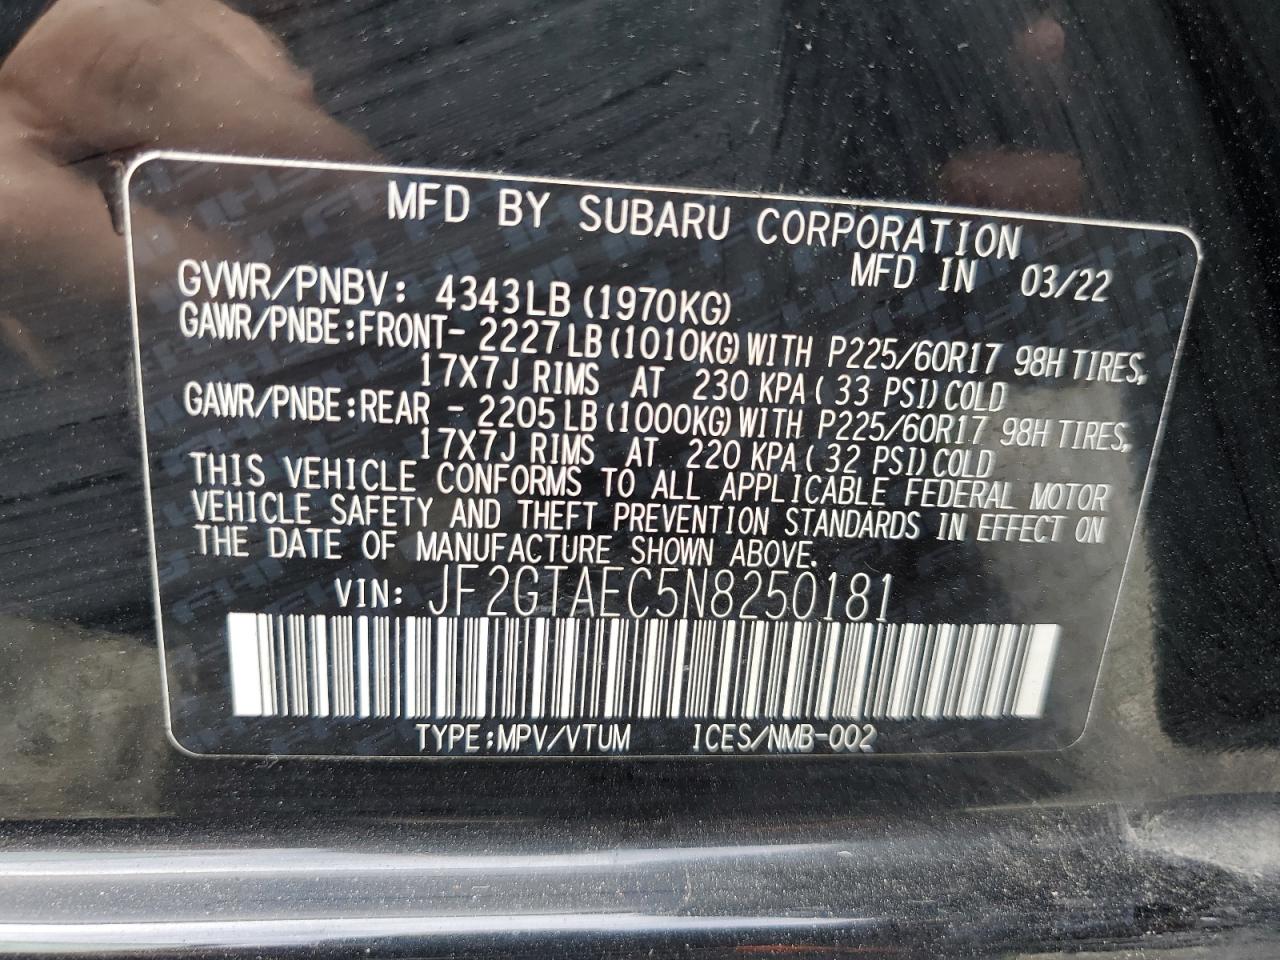 MFD BY SUBARU CORPORATION
MFD IN 03/22
GVWR/PNBV: 4343LB (1970KG)
GAWR/PNBE:FRONT- 2227LB(1010KG)WITH P225/60R17 98H TIRES,
17X7J RIMS AT 230 KPA( 33 PSI)COLD
GAWR/PNBE:REAR - 2205LB(1000KG)WITH P225/60R17 98H TIRES,
17X7J RIMS AT 220 KPA( 32 PSI)COLD
THIS VEHICLE CONFORMS TO ALL APPLICABLE FEDERAL MOTOR
VEHICLE SAFETY AND THEFT PREVENTION STANDARDS IN EFFECT ON
THE DATE OF MANUFACTURE SHOWN ABOVE.
VIN: JF2GTAEC5N8250181
TYPE:MPV/VTUM ICES/NMB-002